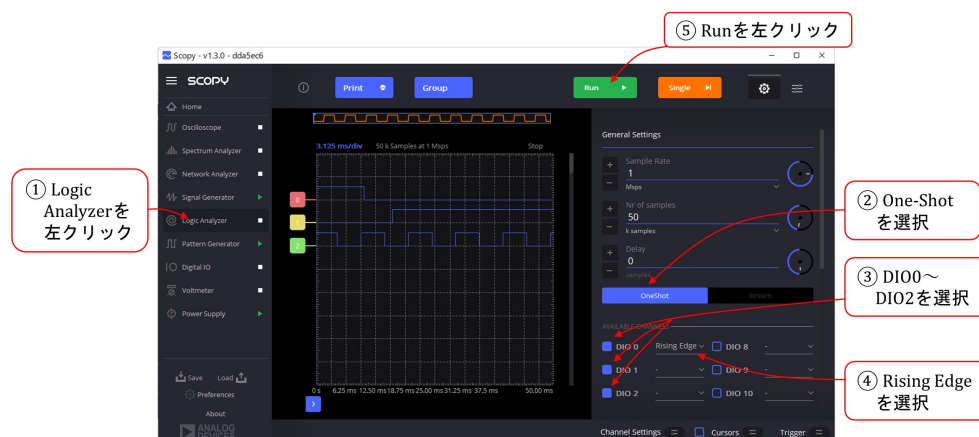 ⑤ Runを左クリック
Scopy - v1.3.0 - dda5ec6
SCOPY
Print
Group
Run
Single
Home
Oscilloscope
Spectrum Analyzer
Network Analyzer
Signal Generator
Logic Analyzer
Pattern Generator
Digital IO
Voltmeter
Power Supply
Save
Load
Preferences
About
ANALOG
DEVICES
① Logic
Analyzerを
左クリック
3.125 ms/div
50 k Samples at 1 Msps
Stop
0
1
2
0 s 6.25 ms 12.50 ms 18.75 ms 25.00 ms 31.25 ms 37.5 ms 50.00 ms
General Settings
Sample Rate
1
Msps
Nr of samples
50
k samples
Delay
0
samples
OneShot
Stream
AVAILABLE CHANNELS
DIO 0 Rising Edge DIO 8 -
DIO 1 - DIO 9 -
DIO 2 - DIO 10 -
Channel Settings
Cursors
Trigger
② One-Shot
を選択
③ DIO0～
DIO2を選択
④ Rising Edge
を選択